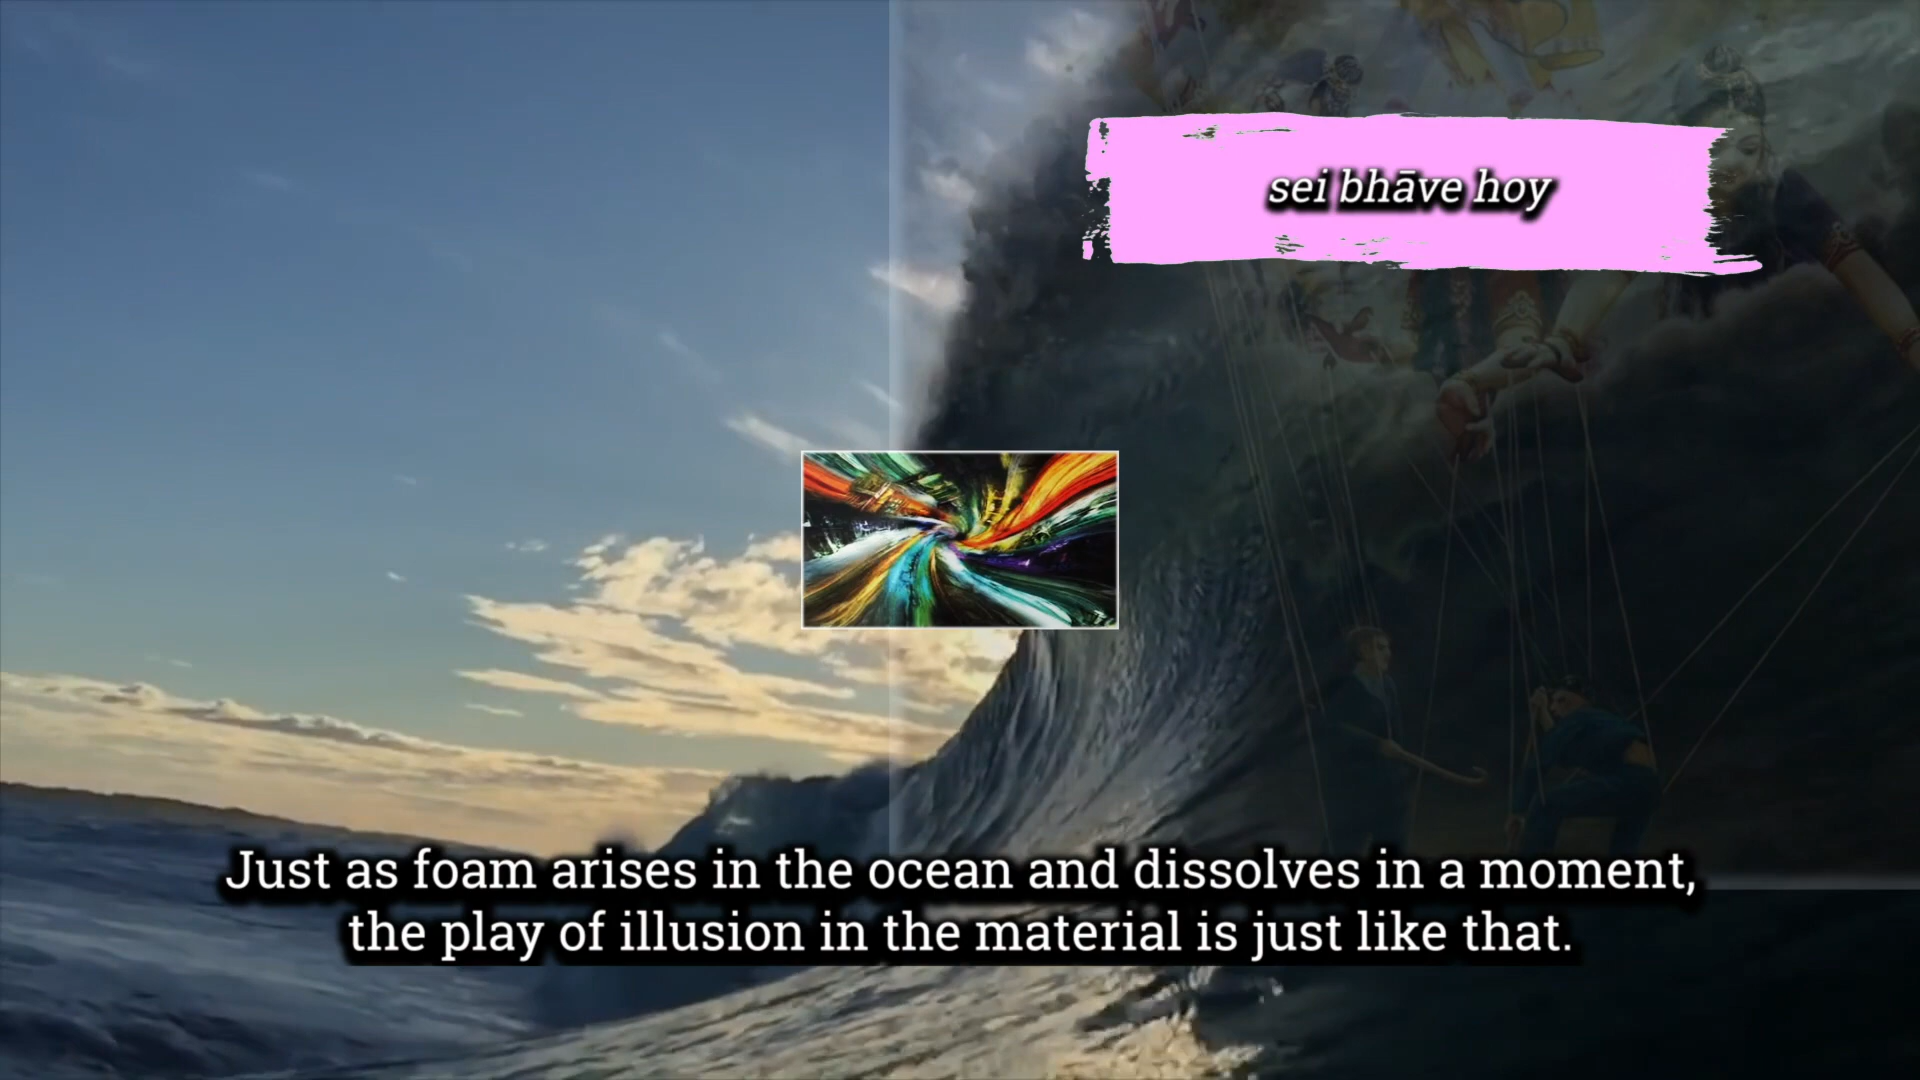 sei bhāve hoy
Just as foam arises in the ocean and dissolves in a moment,
the play of illusion in the material is just like that.